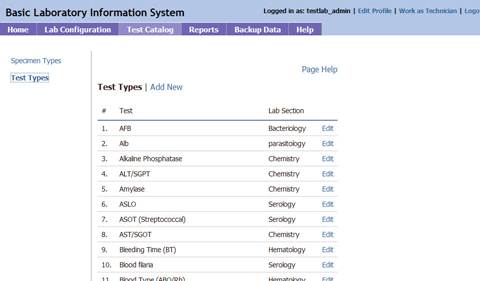 Basic Laboratory Information System
Logged in as: testlab_admin | Edit Profile | Work as Technician | Logo
Home Lab Configuration Test Catalog Reports Backup Data Help
Specimen Types
Test Types
Page Help
Test Types | Add New
# Test Lab Section
1. AFB Bacteriology Edit
2. Alb parasitology Edit
3. Alkaline Phosphatase Chemistry Edit
4. ALT/SGPT Chemistry Edit
5. Amylase Chemistry Edit
6. ASLO Serology Edit
7. ASOT (Streptococcal) Serology Edit
8. AST/SGOT Chemistry Edit
9. Bleeding Time (BT) Hematology Edit
10. Blood filaria Serology Edit
11. Blood Type (ABO/Rh) Hematology Edit